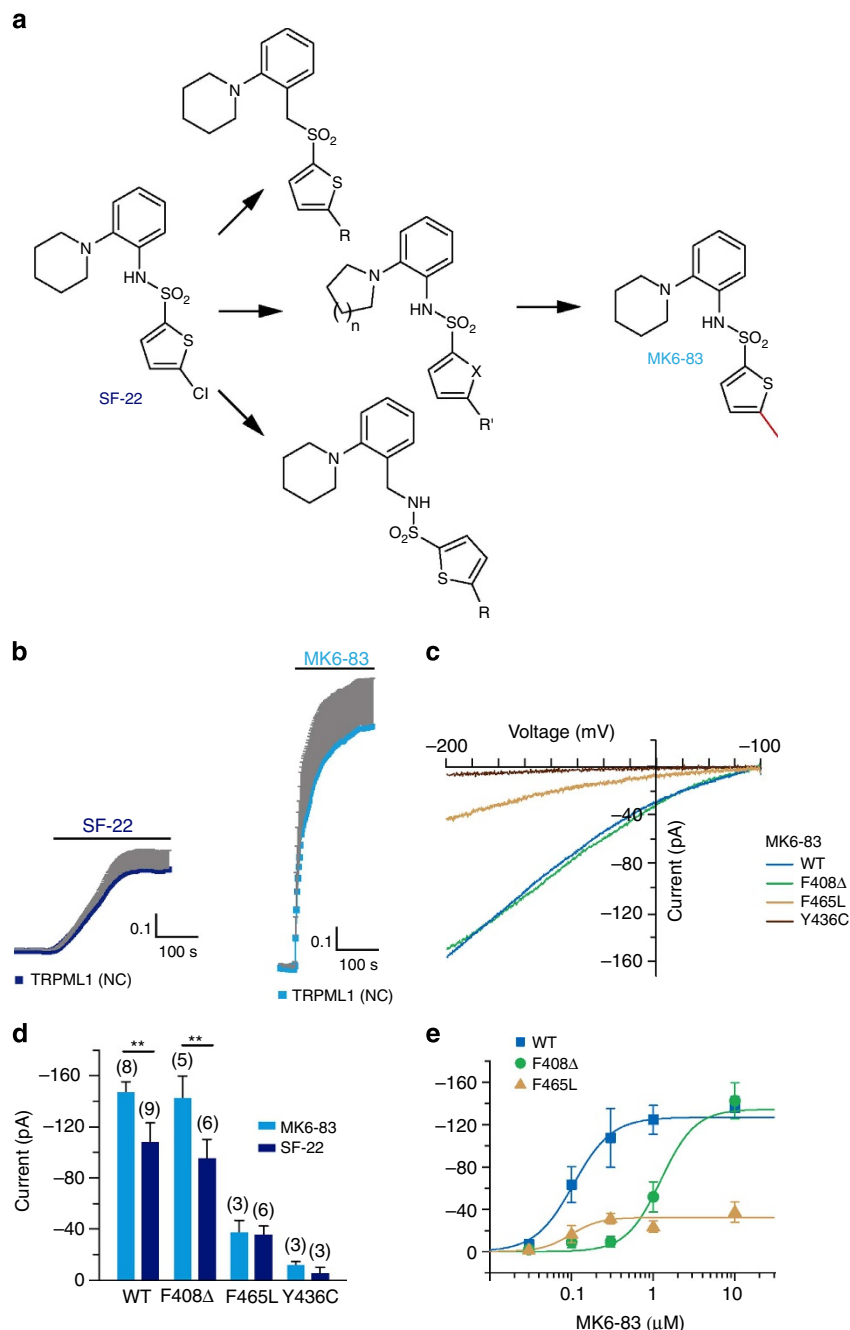 a
N
SO2
S
R
N
HN
SO2
S
Cl
SF-22
N
( )n
HN
SO2
X
R'
N
HN
SO2
S
MK6-83
N
NH
O2S
S
R
b
MK6-83
SF-22
0.1
100 s
0.1
100 s
TRPML1 (NC)
TRPML1 (NC)
c
Voltage (mV)
–200
–100
–40
–80
–120
–160
Current (pA)
MK6-83
WT
F408Δ
F465L
Y436C
d
** **
(8) (9) (5) (6) (3) (6) (3) (3)
–160
–120
–80
–40
0
Current (pA)
MK6-83
SF-22
WT F408Δ F465L Y436C
e
WT
F408Δ
F465L
–160
–120
–80
–40
0
Current (pA)
0.1 1 10
MK6-83 (μM)